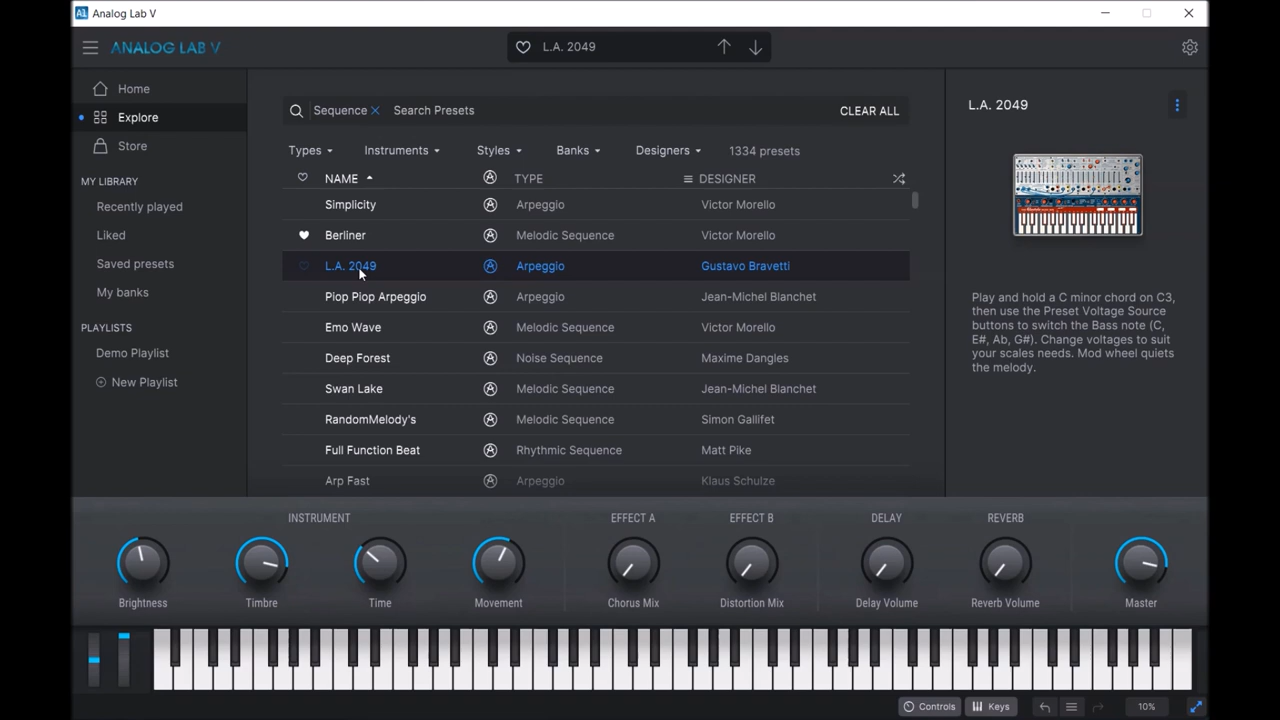 Analog Lab V
ANALOG LAB V
L.A. 2049
Home
Explore
Store
MY LIBRARY
Recently played
Liked
Saved presets
My banks
PLAYLISTS
Demo Playlist
New Playlist
Sequence Search Presets CLEAR ALL
Types Instruments Styles Banks Designers 1334 presets
NAME TYPE DESIGNER
Simplicity Arpeggio Victor Morello
Berliner Melodic Sequence Victor Morello
L.A. 2049 Arpeggio Gustavo Bravetti
Plop Plop Arpeggio Arpeggio Jean-Michel Blanchet
Emo Wave Melodic Sequence Victor Morello
Deep Forest Noise Sequence Maxime Dangles
Swan Lake Melodic Sequence Jean-Michel Blanchet
RandomMelody's Melodic Sequence Simon Gallifet
Full Function Beat Rhythmic Sequence Matt Pike
Arp Fast Arpeggio Klaus Schulze
L.A. 2049
Play and hold a C minor chord on C3,
then use the Preset Voltage Source
buttons to switch the Bass note (C,
E#, Ab, G#). Change voltages to suit
your scales needs. Mod wheel quiets
the melody.
INSTRUMENT EFFECT A EFFECT B DELAY REVERB
Brightness Timbre Time Movement Chorus Mix Distortion Mix Delay Volume Reverb Volume Master
Controls Keys 10%